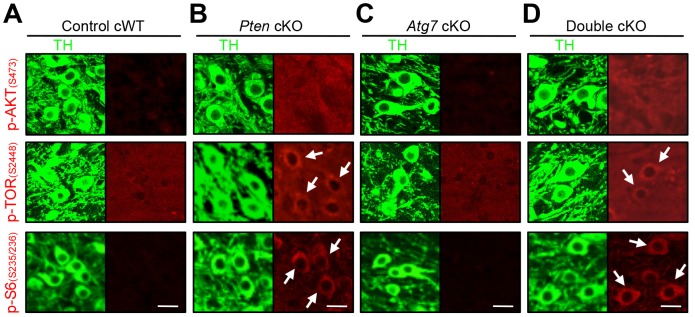 A Control cWT B Pten cKO C Atg7 cKO D Double cKO
TH TH TH TH
p-AKT(S473)
p-TOR(S2448)
p-S6(S235/236)